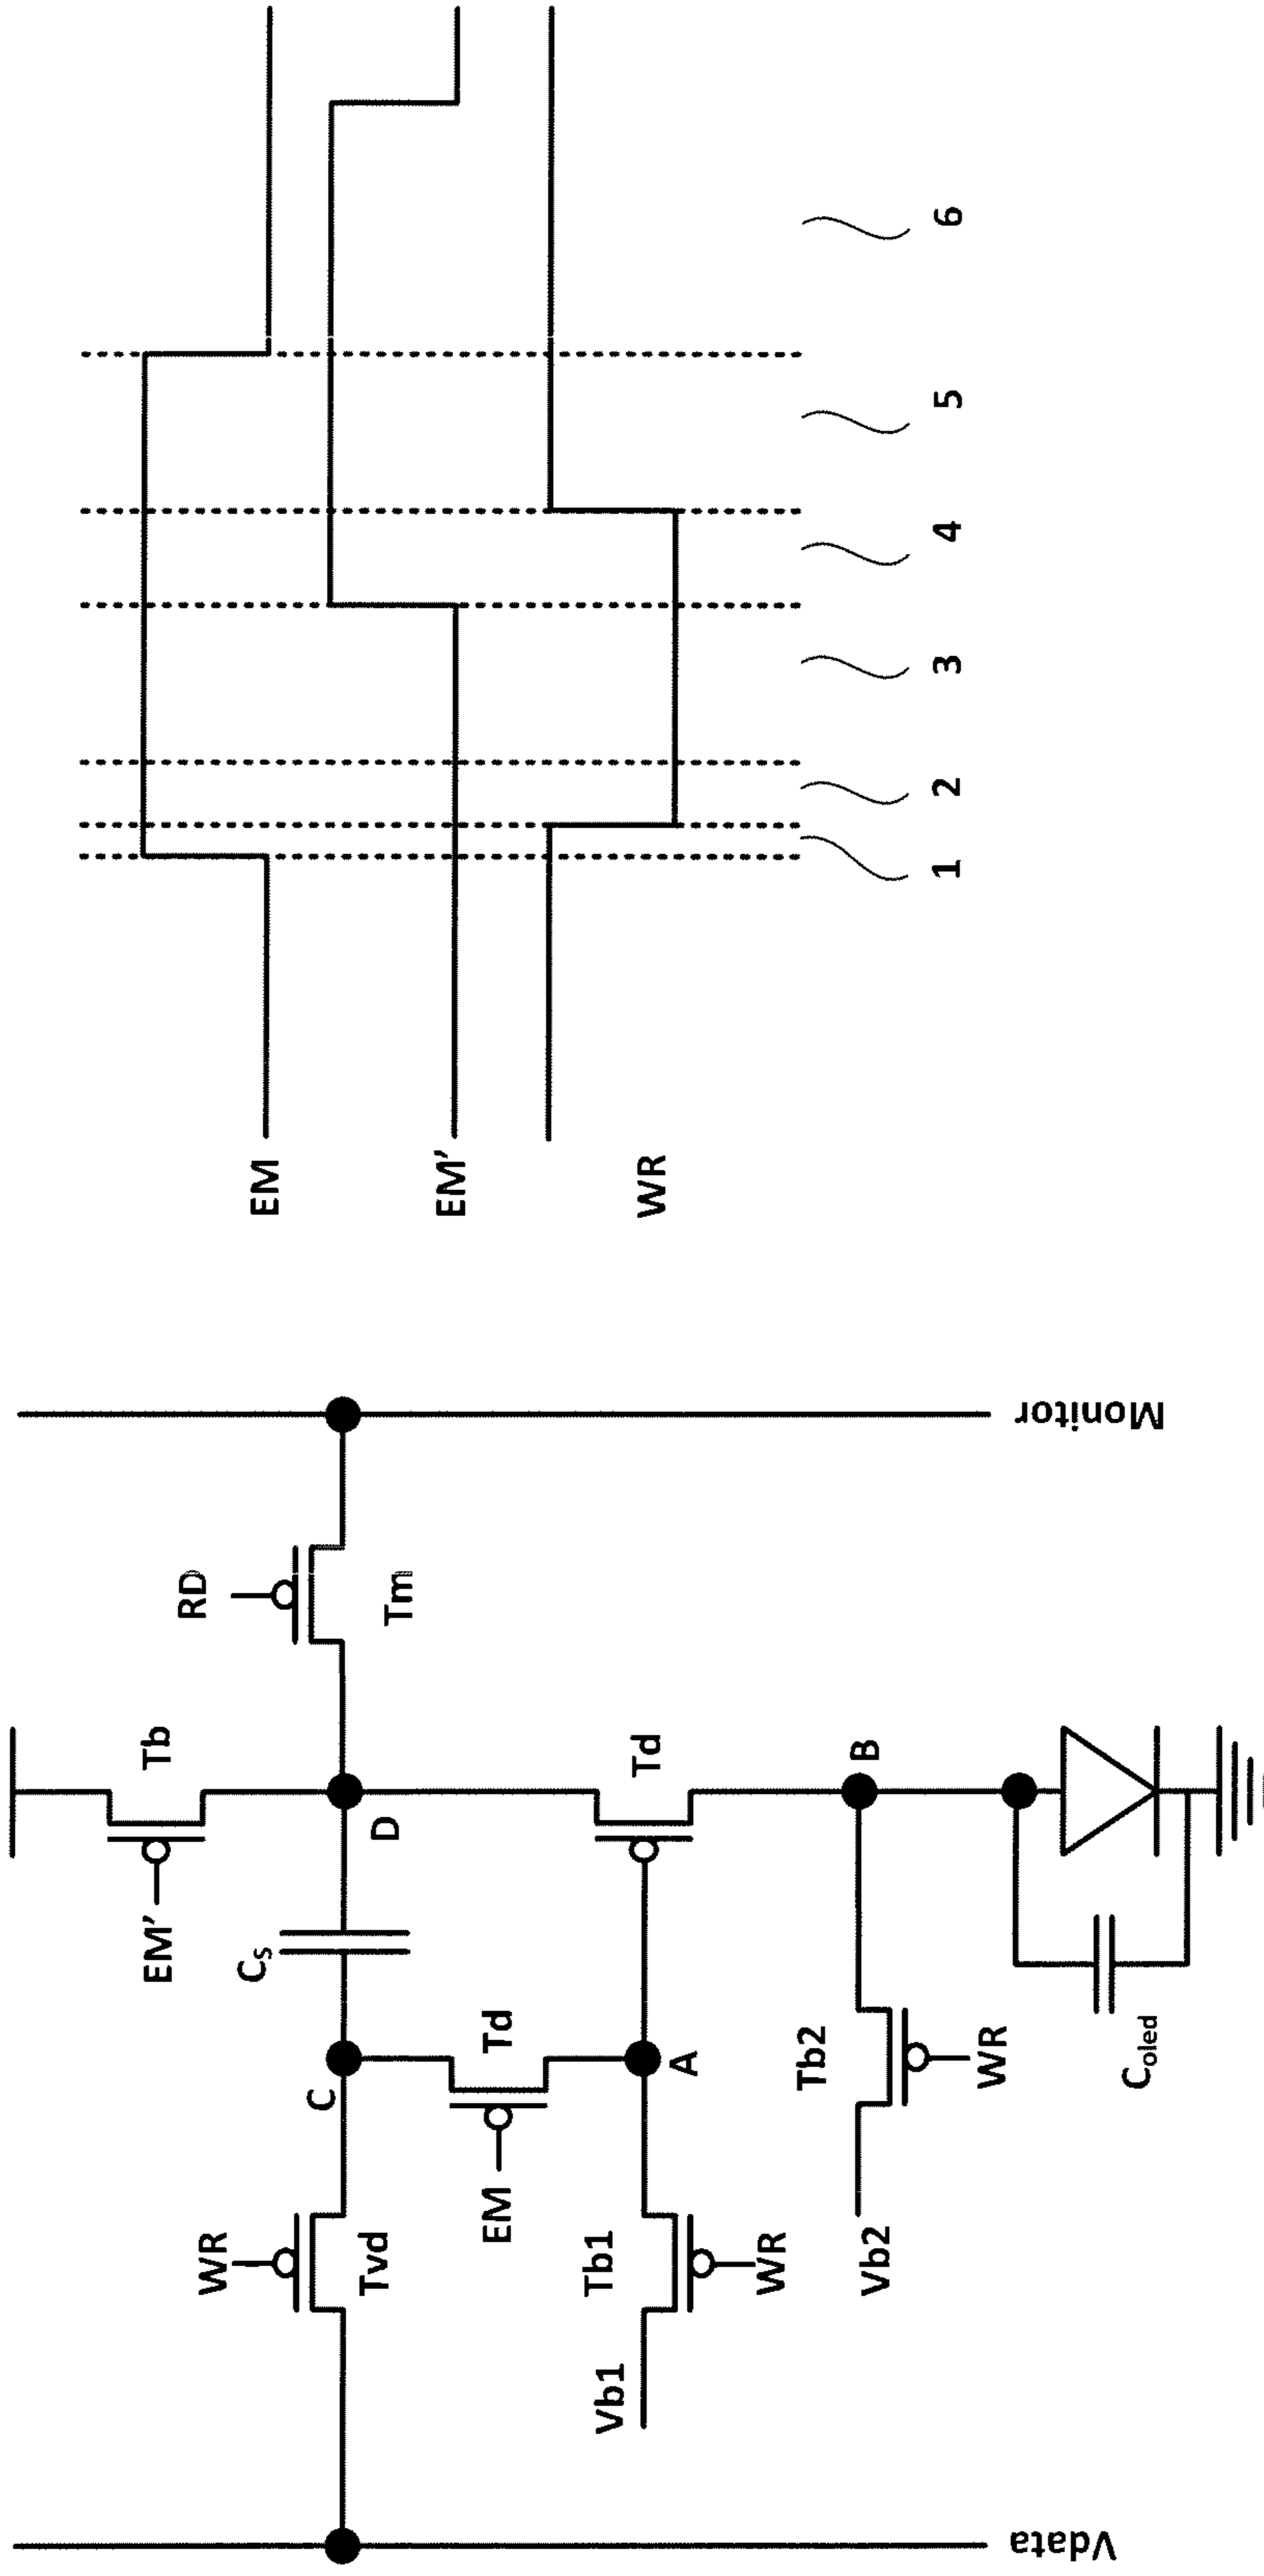 EM
EM'
WR
1
2
3
4
5
6
Vdata
WR
Tvd
C
Cs
EM'
Tb
D
RD
Tm
Monitor
EM
Td
A
Td
Vb1
Tb1
WR
B
Vb2
Tb2
WR
Coled